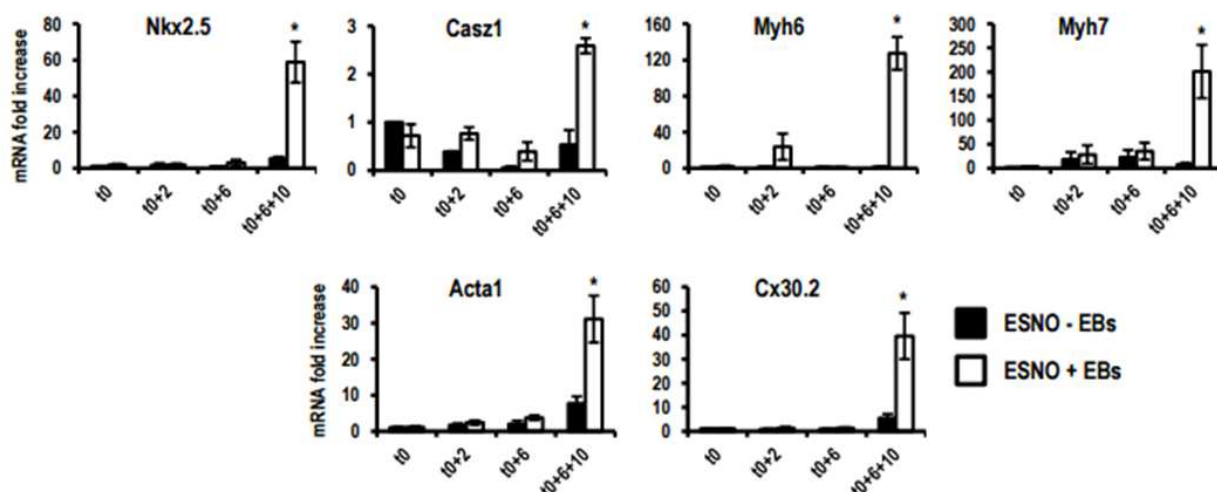 Nkx2.5
Casz1
Myh6
Myh7
mRNA fold increase
80
60
40
20
0
*
t0
t0+2
t0+6
t0+6+10
3
2
1
0
*
t0
t0+2
t0+6
t0+6+10
160
120
80
40
0
*
t0
t0+2
t0+6
t0+6+10
300
250
200
150
100
50
0
*
t0
t0+2
t0+6
t0+6+10
Acta1
Cx30.2
mRNA fold increase
40
30
20
10
0
*
t0
t0+2
t0+6
t0+6+10
60
50
40
30
20
10
0
*
t0
t0+2
t0+6
t0+6+10
ESNO - EBs
ESNO + EBs